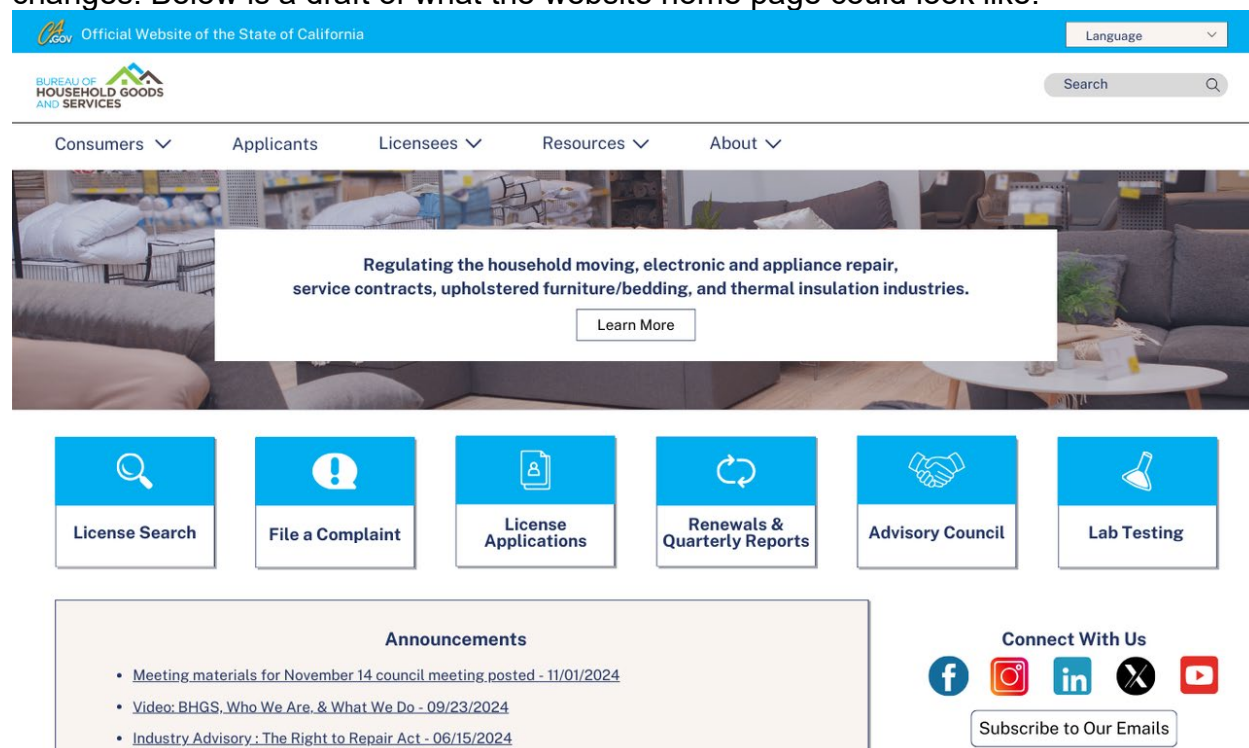 changes. Below is a draft of what the website home page could look like:
CA.GOV Official Website of the State of California
Language
BUREAU OF
HOUSEHOLD GOODS
AND SERVICES
Search
Consumers Applicants Licensees Resources About
Regulating the household moving, electronic and appliance repair,
service contracts, upholstered furniture/bedding, and thermal insulation industries.
Learn More
License Search
File a Complaint
License
Applications
Renewals &
Quarterly Reports
Advisory Council
Lab Testing
Announcements
• Meeting materials for November 14 council meeting posted - 11/01/2024
• Video: BHGS, Who We Are, & What We Do - 09/23/2024
• Industry Advisory : The Right to Repair Act - 06/15/2024
Connect With Us
Subscribe to Our Emails